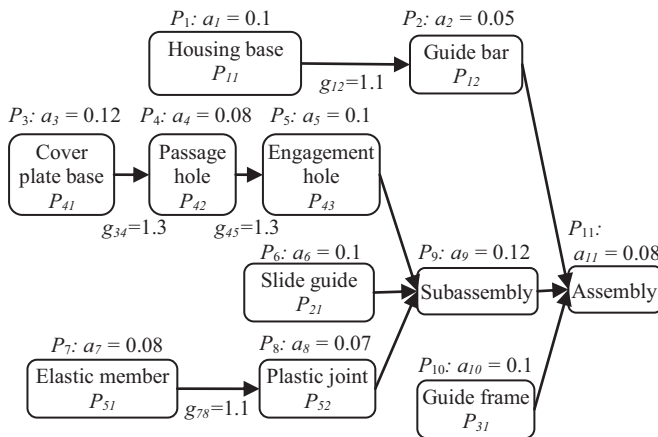 P1: a1 = 0.1
Housing base
P11
g12=1.1
P2: a2 = 0.05
Guide bar
P12
P3: a3 = 0.12
Cover
plate base
P41
g34=1.3
P4: a4 = 0.08
Passage
hole
P42
g45=1.3
P5: a5 = 0.1
Engagement
hole
P43
P6: a6 = 0.1
Slide guide
P21
P7: a7 = 0.08
Elastic member
P51
g78=1.1
P8: a8 = 0.07
Plastic joint
P52
P9: a9 = 0.12
Subassembly
P10: a10 = 0.1
Guide frame
P31
P11:
a11 = 0.08
Assembly